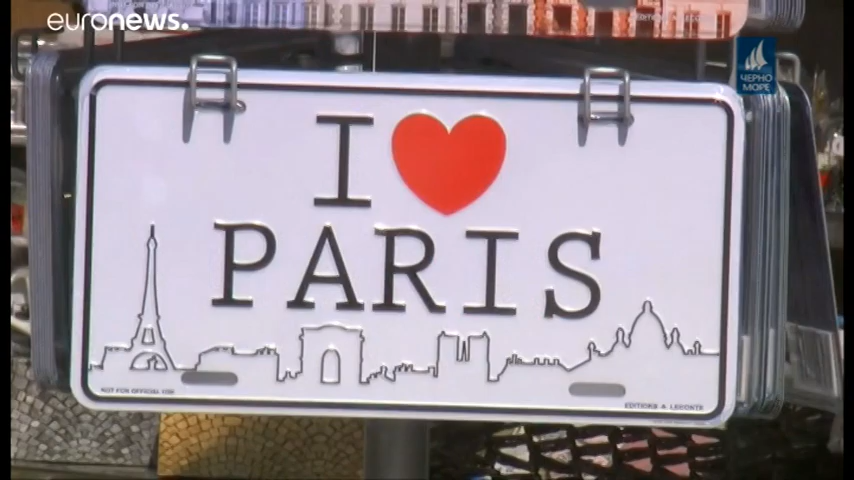 euronews.
ЧЕРНО
МОРЕ
I
PARIS
NOT FOR OFFICIAL USE
EDITIONS A. LECONTE